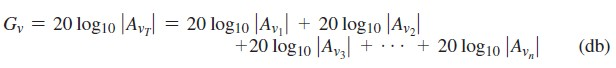 Gᵥ = 20 log₁₀ |A_{v_T}| = 20 log₁₀ |A_{v_1}| + 20 log₁₀ |A_{v_2}|
+20 log₁₀ |A_{v_3}| + · · · + 20 log₁₀ |A_{v_n}| (db)